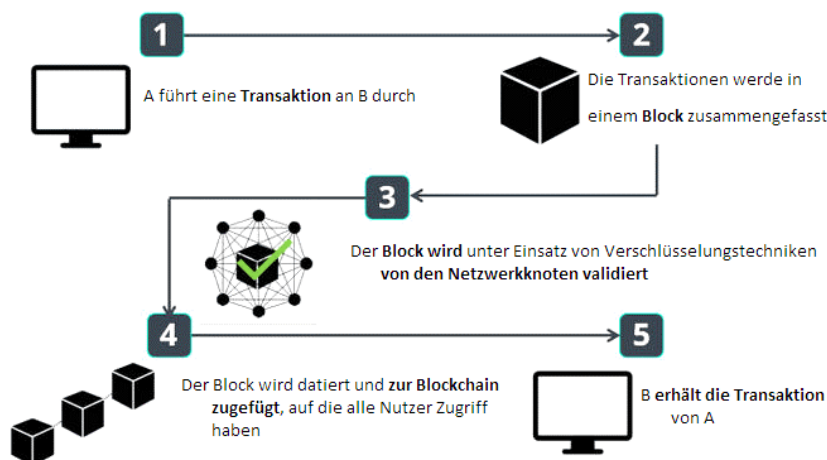 1
2
A führt eine Transaktion an B durch
Die Transaktionen werde in
einem Block zusammengefasst
3
Der Block wird unter Einsatz von Verschlüsselungstechniken
von den Netzwerkknoten validiert
4
5
Der Block wird datiert und zur Blockchain
zugefügt, auf die alle Nutzer Zugriff
haben
B erhält die Transaktion
von A